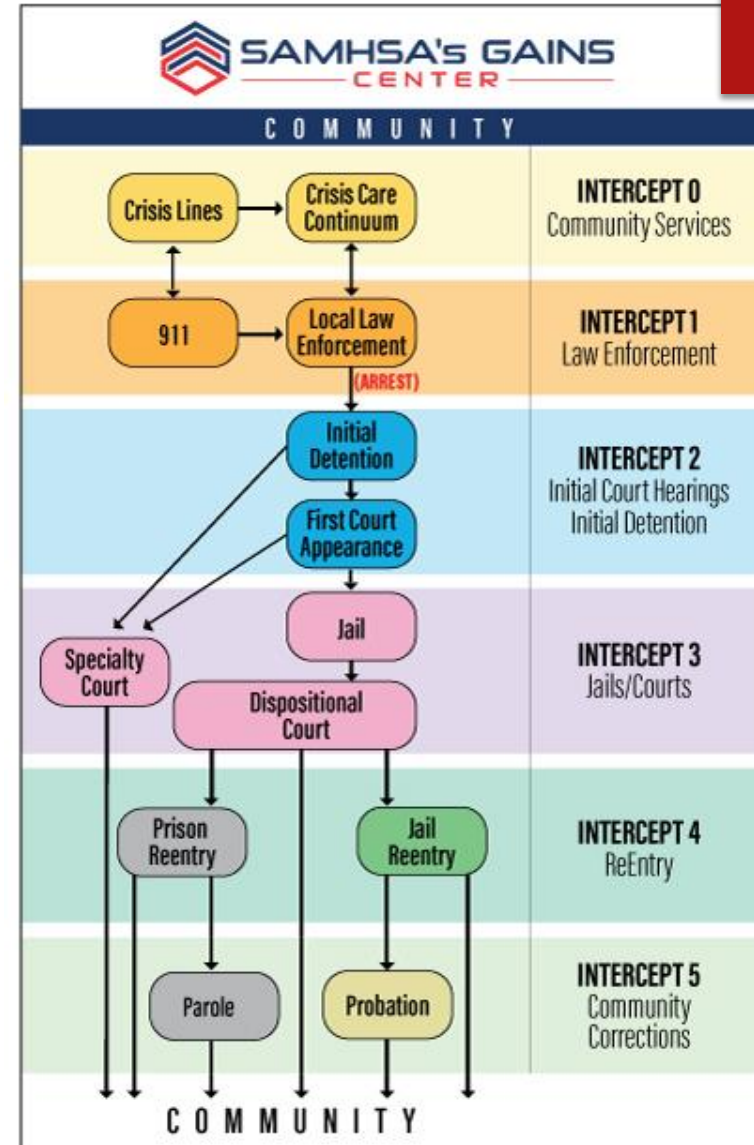 SAMHSA's GAINS
CENTER
COMMUNITY
Crisis Lines
Crisis Care
Continuum
INTERCEPT 0
Community Services
911
Local Law
Enforcement
INTERCEPT 1
Law Enforcement
(ARREST)
Initial
Detention
First Court
Appearance
INTERCEPT 2
Initial Court Hearings
Initial Detention
Jail
Specialty
Court
Dispositional
Court
INTERCEPT 3
Jails/Courts
Prison
Reentry
Jail
Reentry
INTERCEPT 4
ReEntry
Parole
Probation
INTERCEPT 5
Community
Corrections
COMMUNITY